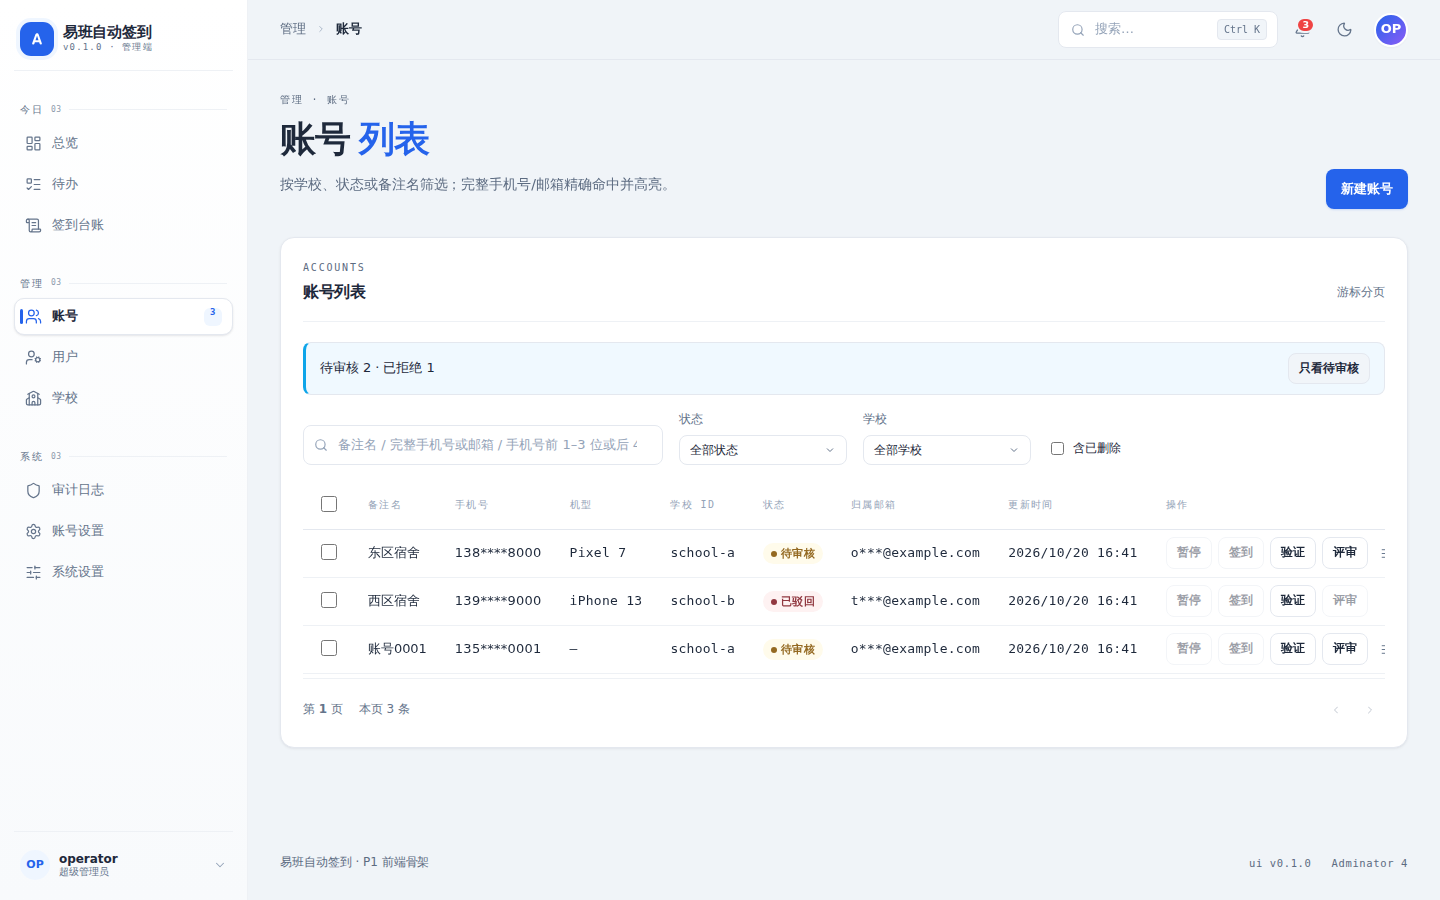 A 易班自动签到
v0.1.0 · 管理端
今日 03
总览
待办
签到台账
管理 03
账号 3
用户
学校
系统 03
审计日志
账号设置
系统设置
OP operator
超级管理员
管理 › 账号
搜索… Ctrl K 3 OP
管理 · 账号
账号 列表
按学校、状态或备注名筛选；完整手机号/邮箱精确命中并高亮。
新建账号
ACCOUNTS
账号列表
游标分页
待审核 2 · 已拒绝 1
只看待审核
状态 学校
备注名 / 完整手机号或邮箱 / 手机号前 1–3 位或后 全部状态 全部学校 含已删除
备注名 手机号 机型 学校 ID 状态 归属邮箱 更新时间 操作
东区宿舍 138****8000 Pixel 7 school-a 待审核 o***@example.com 2026/10/20 16:41 暂停 签到 验证 评审
西区宿舍 139****9000 iPhone 13 school-b 已驳回 t***@example.com 2026/10/20 16:41 暂停 签到 验证 评审
账号0001 135****0001 — school-a 待审核 o***@example.com 2026/10/20 16:41 暂停 签到 验证 评审
第 1 页 本页 3 条
‹ ›
易班自动签到 · P1 前端骨架
ui v0.1.0 Adminator 4